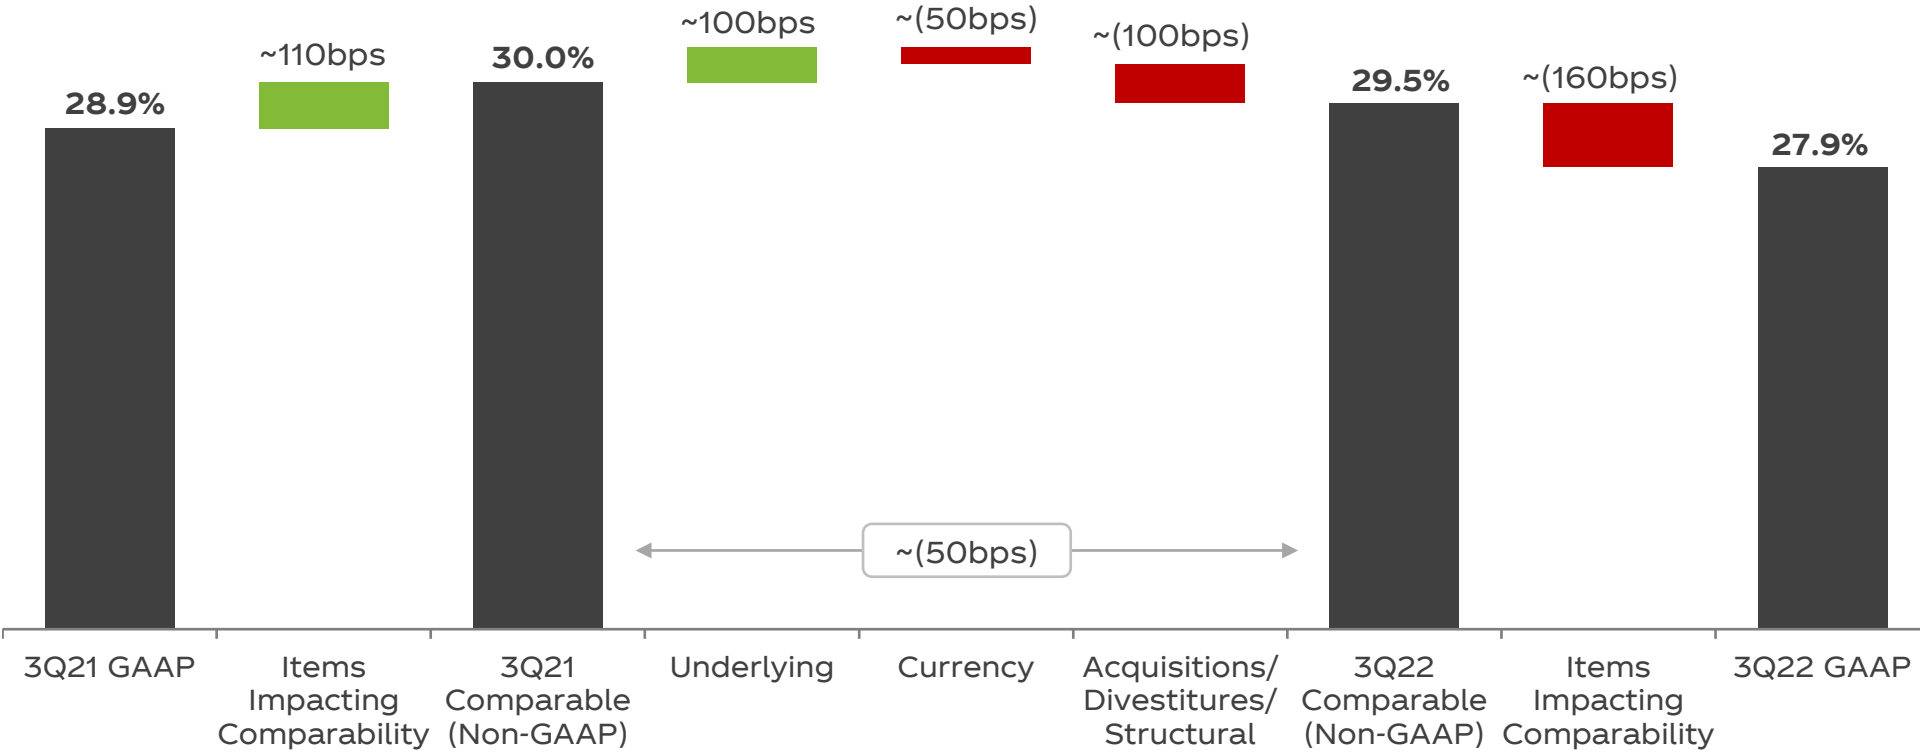 28.9%
~110bps
30.0%
~100bps
~(50bps)
~(100bps)
29.5%
~(160bps)
27.9%
~(50bps)
3Q21 GAAP
Items
Impacting
Comparability
3Q21
Comparable
(Non-GAAP)
Underlying
Currency
Acquisitions/
Divestitures/
Structural
3Q22
Comparable
(Non-GAAP)
Items
Impacting
Comparability
3Q22 GAAP